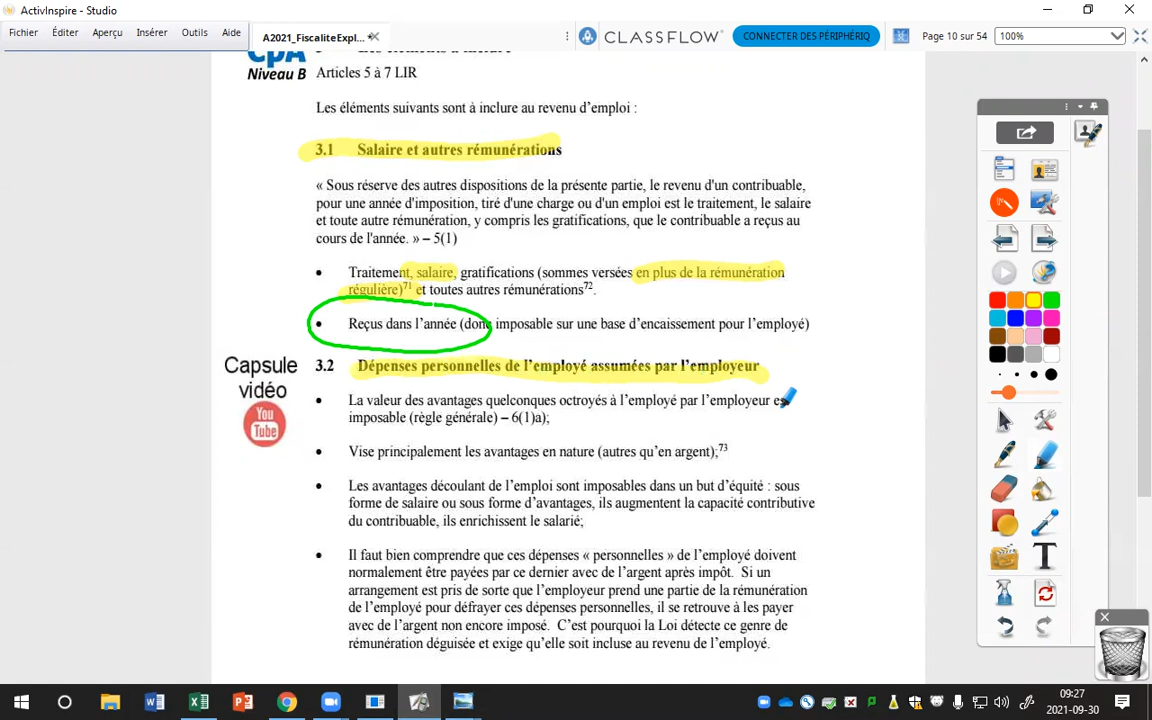 ActivInspire - Studio
Fichier Éditer Aperçu Insérer Outils Aide
A2021_FiscaliteExpl...
CLASSFLOW
CONNECTER DES PÉRIPHÉRIQ
Page 10 sur 54
100%
CPA
Niveau B
Articles 5 à 7 LIR
Les éléments suivants sont à inclure au revenu d'emploi :
3.1 Salaire et autres rémunérations
« Sous réserve des autres dispositions de la présente partie, le revenu d'un contribuable,
pour une année d'imposition, tiré d'une charge ou d'un emploi est le traitement, le salaire
et toute autre rémunération, y compris les gratifications, que le contribuable a reçus au
cours de l'année. » – 5(1)
• Traitement, salaire, gratifications (sommes versées en plus de la rémunération
régulière)71 et toutes autres rémunérations72.
• Reçus dans l'année (donc imposable sur une base d'encaissement pour l'employé)
Capsule
vidéo
You
Tube
3.2 Dépenses personnelles de l'employé assumées par l'employeur
• La valeur des avantages quelconques octroyés à l'employé par l'employeur es
imposable (règle générale) – 6(1)a);
• Vise principalement les avantages en nature (autres qu'en argent);73
• Les avantages découlant de l'emploi sont imposables dans un but d'équité : sous
forme de salaire ou sous forme d'avantages, ils augmentent la capacité contributive
du contribuable, ils enrichissent le salarié;
• Il faut bien comprendre que ces dépenses « personnelles » de l'employé doivent
normalement être payées par ce dernier avec de l'argent après impôt. Si un
arrangement est pris de sorte que l'employeur prend une partie de la rémunération
de l'employé pour défrayer ces dépenses personnelles, il se retrouve à les payer
avec de l'argent non encore imposé. C'est pourquoi la Loi détecte ce genre de
rémunération déguisée et exige qu'elle soit incluse au revenu de l'employé.
09:27
2021-09-30